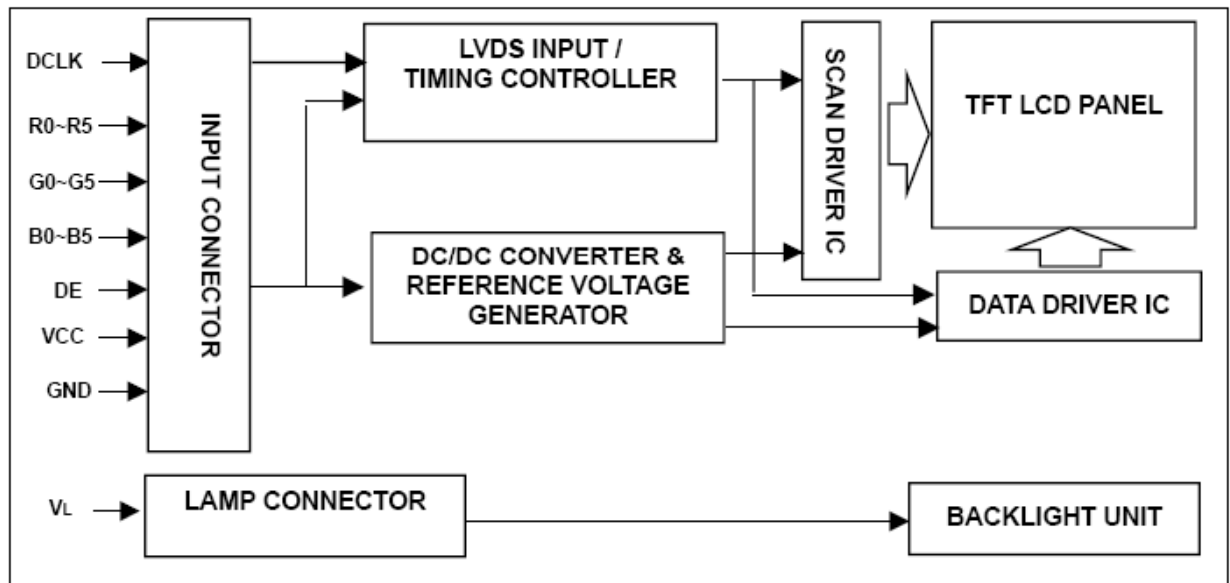 DCLK
R0~R5
G0~G5
B0~B5
DE
VCC
GND
INPUT CONNECTOR
LVDS INPUT /
TIMING CONTROLLER
DC/DC CONVERTER &
REFERENCE VOLTAGE
GENERATOR
SCAN DRIVER IC
TFT LCD PANEL
DATA DRIVER IC
VL
LAMP CONNECTOR
BACKLIGHT UNIT